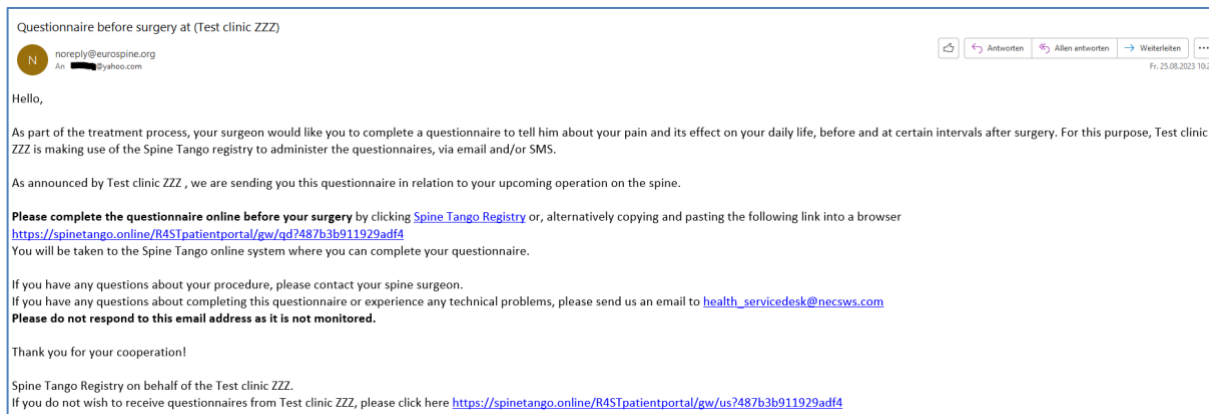 Questionnaire before surgery at (Test clinic ZZZ)
N
noreply@eurospine.org
An @yahoo.com
Antworten
Allen antworten
Weiterleiten
...
Fr. 25.08.2023
Hello,
As part of the treatment process, your surgeon would like you to complete a questionnaire to tell him about your pain and its effect on your daily life, before and at certain intervals after surgery. For this purpose, Test clinic
ZZZ is making use of the Spine Tango registry to administer the questionnaires, via email and/or SMS.
As announced by Test clinic ZZZ , we are sending you this questionnaire in relation to your upcoming operation on the spine.
Please complete the questionnaire online before your surgery by clicking Spine Tango Registry or, alternatively copying and pasting the following link into a browser
https://spinetango.online/R4STpatientportal/gw/qd?487b3b911929adf4
You will be taken to the Spine Tango online system where you can complete your questionnaire.
If you have any questions about your procedure, please contact your spine surgeon.
If you have any questions about completing this questionnaire or experience any technical problems, please send us an email to health_servicedesk@necsws.com
Please do not respond to this email address as it is not monitored.
Thank you for your cooperation!
Spine Tango Registry on behalf of the Test clinic ZZZ.
If you do not wish to receive questionnaires from Test clinic ZZZ, please click here https://spinetango.online/R4STpatientportal/gw/us?487b3b911929adf4